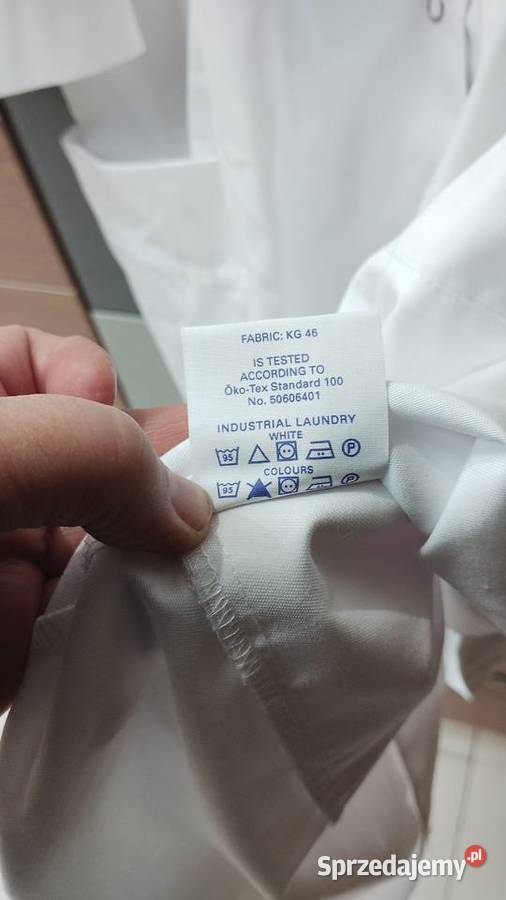 FABRIC: KG 46
IS TESTED
ACCORDING TO
Öko-Tex Standard 100
No. 50606401
INDUSTRIAL LAUNDRY
WHITE
95 P
COLOURS
95 P
Sprzedajemy.pl